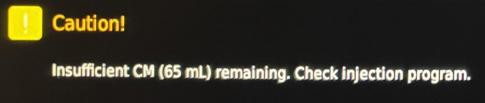 !
Caution!
Insufficient CM (65 mL) remaining. Check injection program.